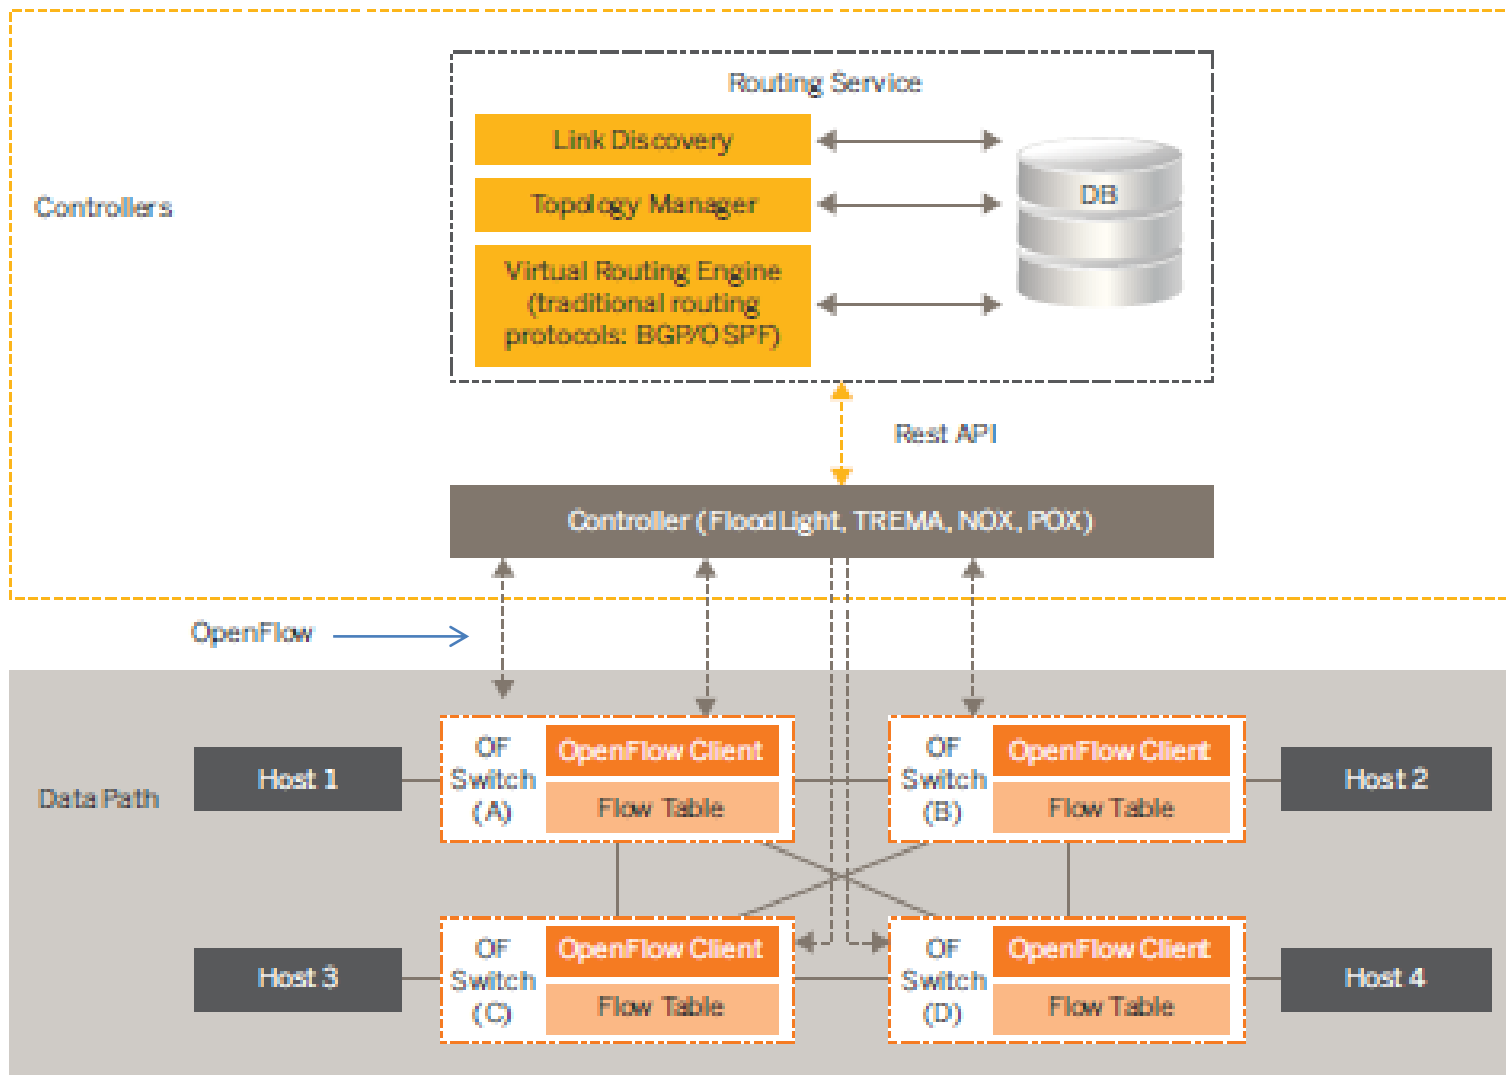 Routing Service
Link Discovery
Topology Manager
Virtual Routing Engine
(traditional routing
protocols: BGP/OSPF)
DB
Controllers
Rest API
Controller (FloodLight, TREMA, NOX, POX)
OpenFlow
Data Path
Host 1
OF
Switch
(A)
OpenFlow Client
Flow Table
OF
Switch
(B)
OpenFlow Client
Flow Table
Host 2
Host 3
OF
Switch
(C)
OpenFlow Client
Flow Table
OF
Switch
(D)
OpenFlow Client
Flow Table
Host 4